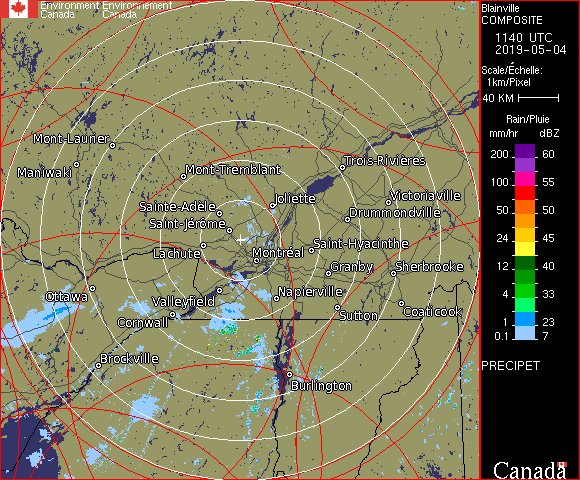 Environment Environnement
Canada Canada
Blainville
COMPOSITE
1140 UTC
2019-05-04
Scale/Échelle:
1km/Pixel
40 KM
Rain/Pluie
mm/hr dBZ
200 60
100 55
50 50
24 45
12 40
4 33
1 23
0.1 7
PRECIPET
Canada
Mont-Laurier
Maniwaki
Mont-Tremblant
Trois-Rivières
Sainte-Adèle
Joliette
Victoriaville
Drummondville
Saint-Jérôme
Lachute
Montréal
Saint-Hyacinthe
Granby
Sherbrooke
Ottawa
Valleyfield
Napierville
Cornwall
Sutton
Coaticook
Brockville
Burlington